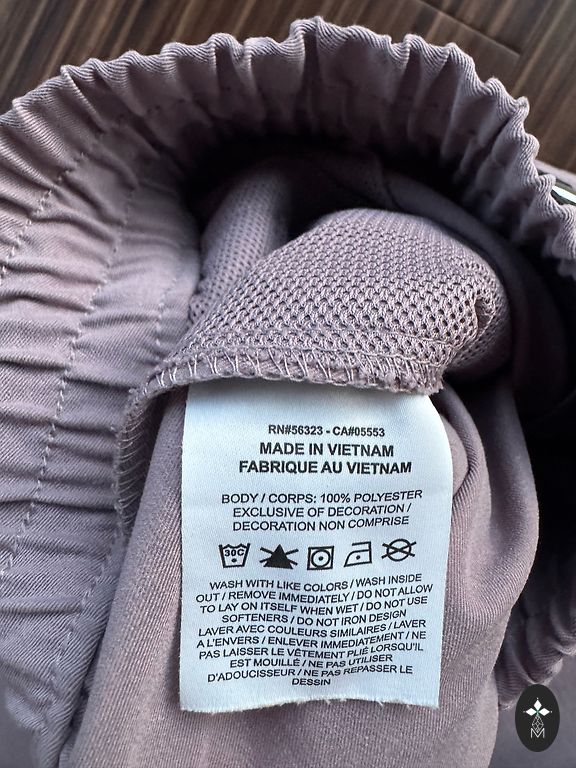 RN#56323 - CA#05553
MADE IN VIETNAM
FABRIQUE AU VIETNAM
BODY / CORPS: 100% POLYESTER
EXCLUSIVE OF DECORATION /
DECORATION NON COMPRISE
30C
WASH WITH LIKE COLORS / WASH INSIDE
OUT / REMOVE IMMEDIATELY / DO NOT ALLOW
TO LAY ON ITSELF WHEN WET / DO NOT USE
SOFTENERS / DO NOT IRON DESIGN
LAVER AVEC COULEURS SIMILAIRES / LAVER
A L'ENVERS / ENLEVER IMMEDIATEMENT / NE
PAS LAISSER LE VÊTEMENT PLIÉ LORSQU'IL
EST MOUILLÉ / NE PAS UTILISER
D'ADOUCISSEUR / NE PAS REPASSER LE
DESSIN
M